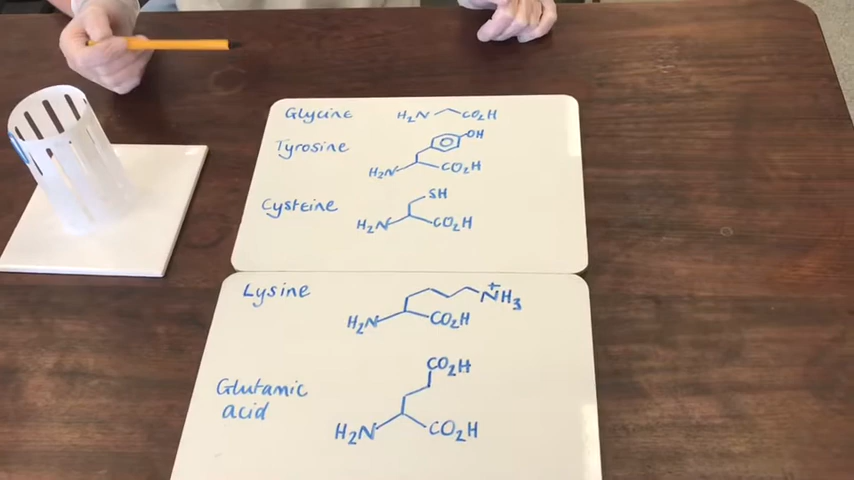 Glycine H₂N CO₂H
OH
Tyrosine
H₂N CO₂H
SH
Cysteine
H₂N CO₂H
Lysine N⁺H₃
H₂N CO₂H
CO₂H
Glutamic
acid
H₂N CO₂H